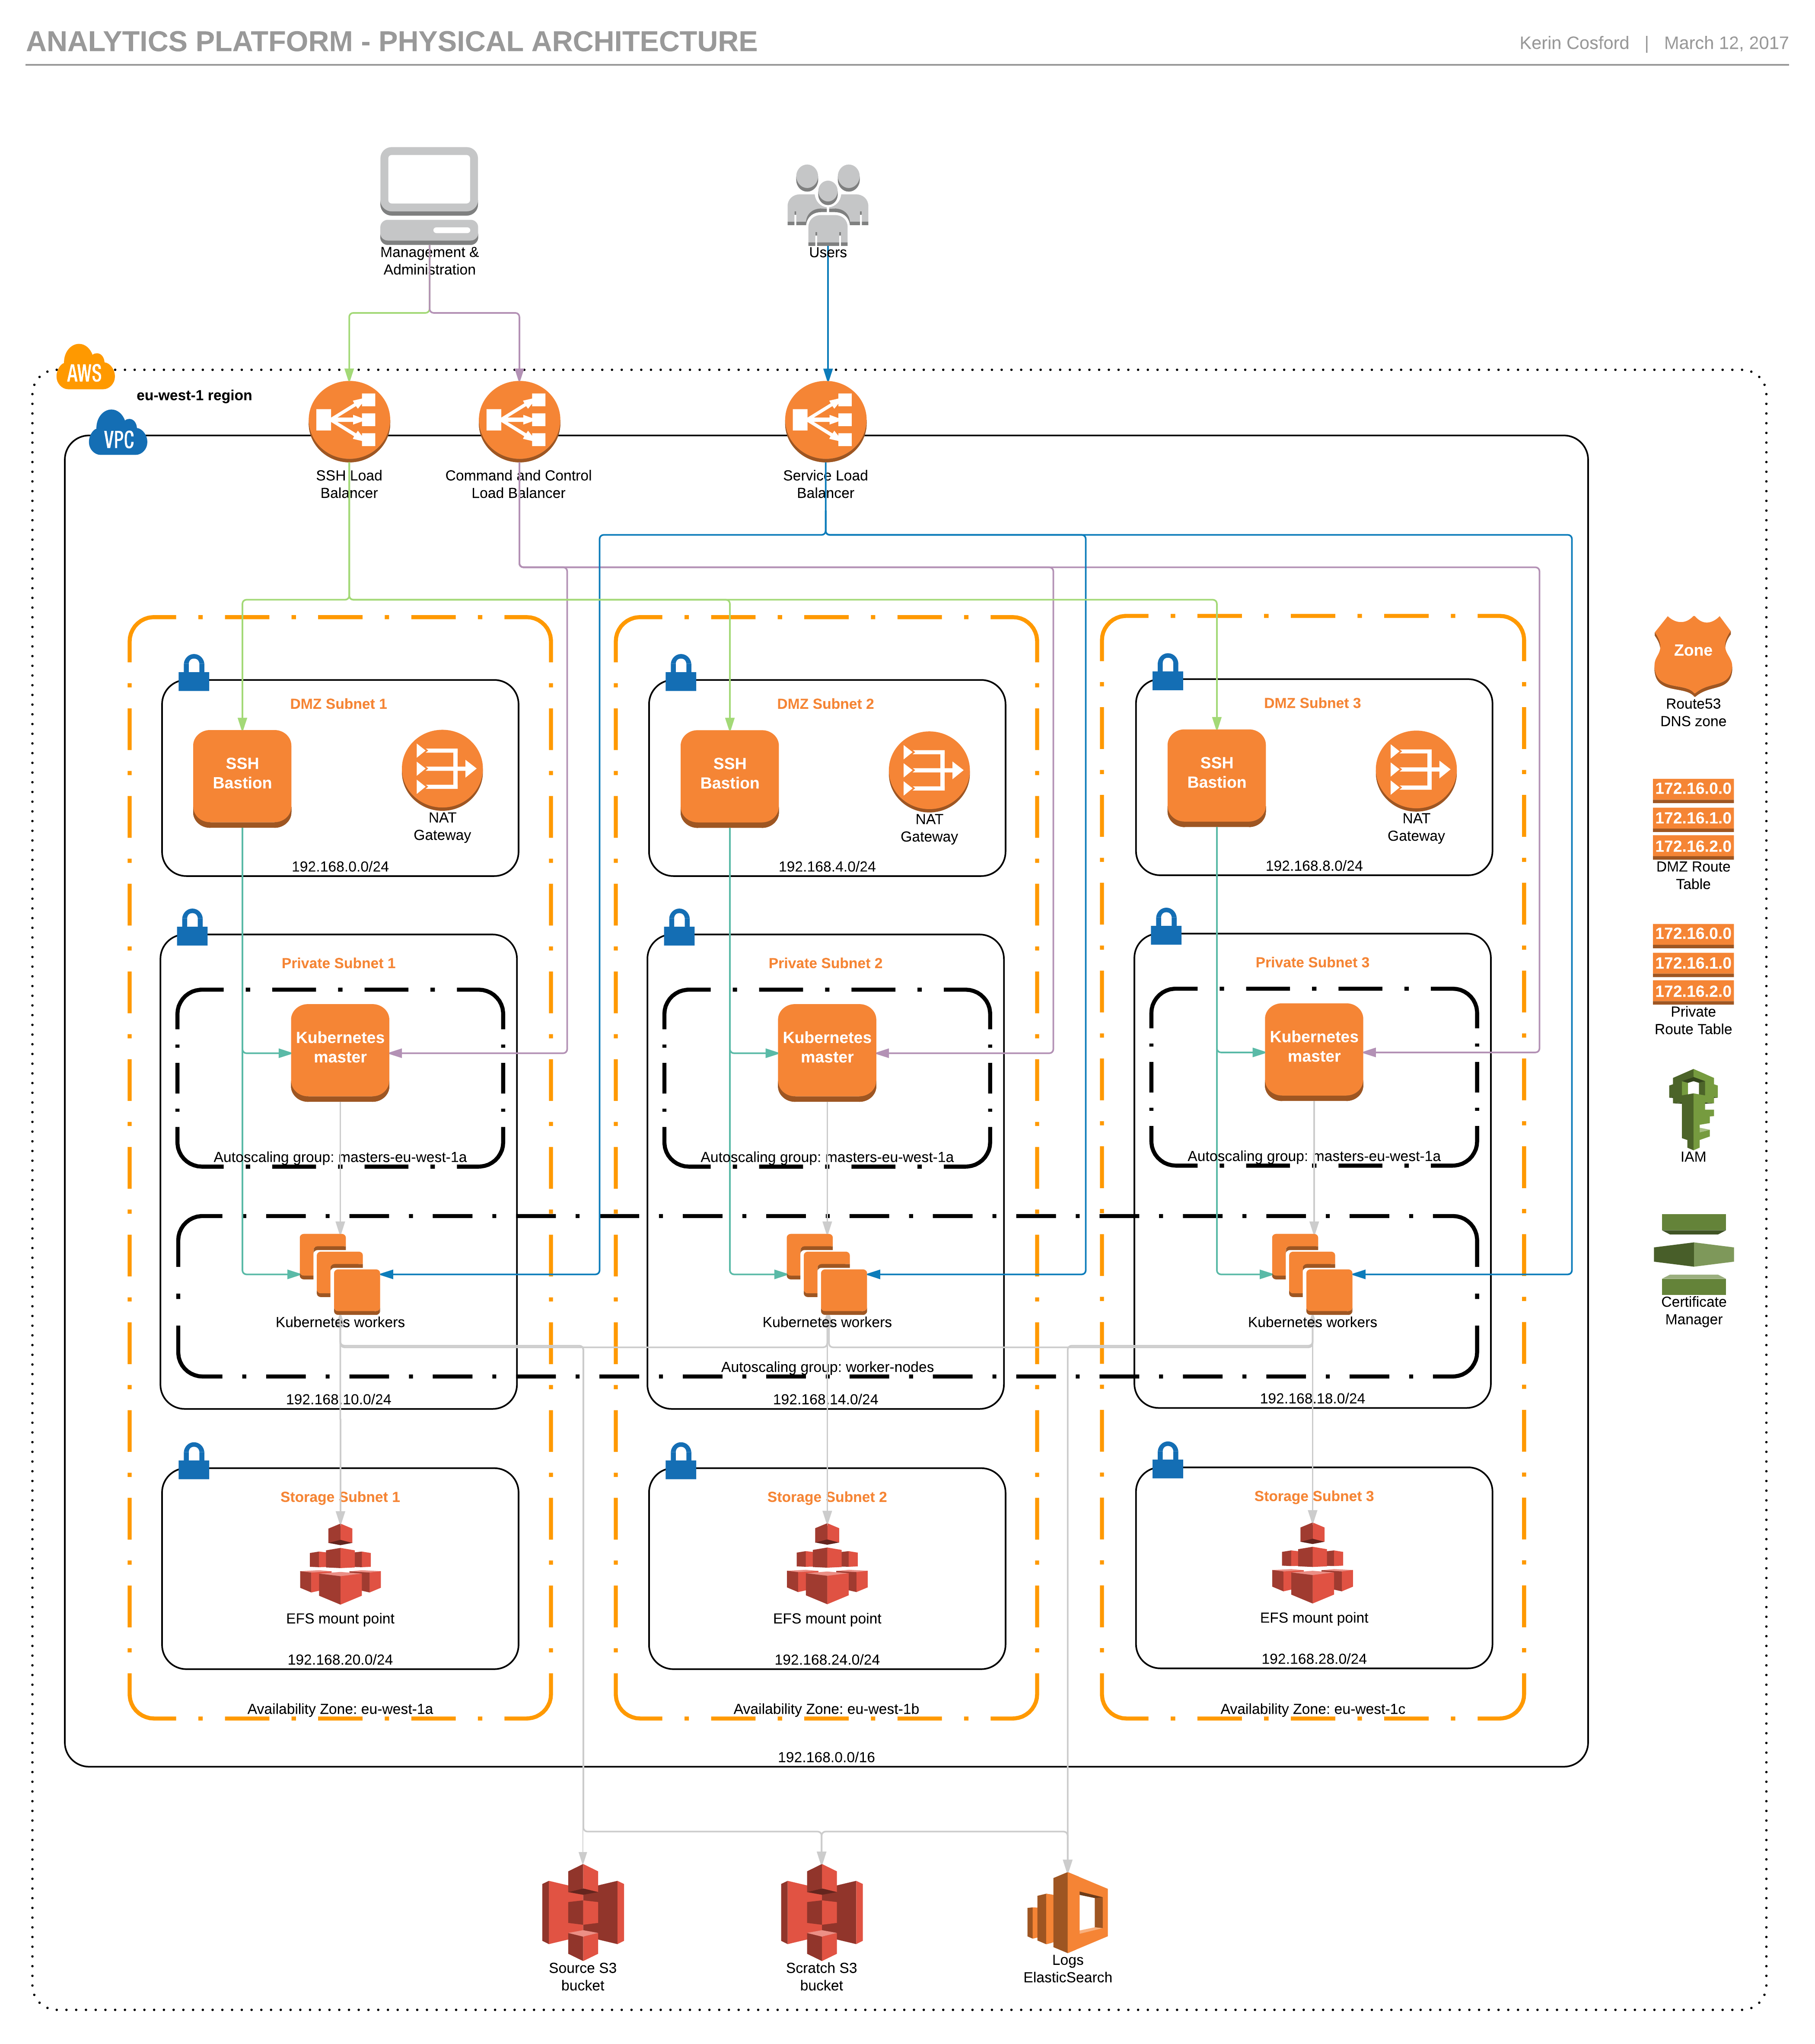 ANALYTICS PLATFORM - PHYSICAL ARCHITECTURE
Kerin Cosford | March 12, 2017
Management &
Administration
Users
AWS
eu-west-1 region
VPC
SSH Load
Balancer
Command and Control
Load Balancer
Service Load
Balancer
DMZ Subnet 1
SSH
Bastion
NAT
Gateway
192.168.0.0/24
DMZ Subnet 2
SSH
Bastion
NAT
Gateway
192.168.4.0/24
DMZ Subnet 3
SSH
Bastion
NAT
Gateway
192.168.8.0/24
Private Subnet 1
Kubernetes
master
Autoscaling group: masters-eu-west-1a
Private Subnet 2
Kubernetes
master
Autoscaling group: masters-eu-west-1a
Private Subnet 3
Kubernetes
master
Autoscaling group: masters-eu-west-1a
Kubernetes workers
Kubernetes workers
Kubernetes workers
Autoscaling group: worker-nodes
192.168.10.0/24
192.168.14.0/24
192.168.18.0/24
Storage Subnet 1
EFS mount point
192.168.20.0/24
Storage Subnet 2
EFS mount point
192.168.24.0/24
Storage Subnet 3
EFS mount point
192.168.28.0/24
Availability Zone: eu-west-1a
Availability Zone: eu-west-1b
Availability Zone: eu-west-1c
192.168.0.0/16
Zone
Route53
DNS zone
172.16.0.0
172.16.1.0
172.16.2.0
DMZ Route
Table
172.16.0.0
172.16.1.0
172.16.2.0
Private
Route Table
IAM
Certificate
Manager
Source S3
bucket
Scratch S3
bucket
Logs
ElasticSearch